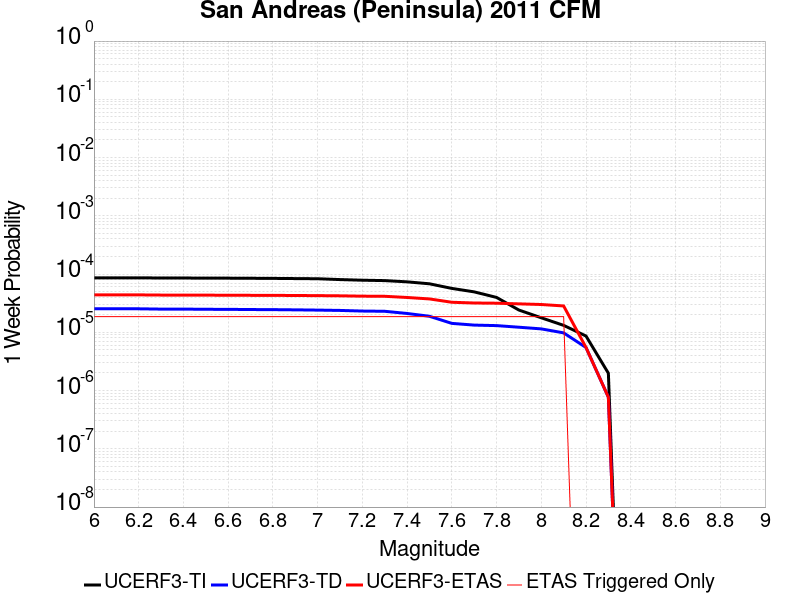 San Andreas (Peninsula) 2011 CFM
10^0
10^-1
10^-2
10^-3
10^-4
10^-5
10^-6
10^-7
10^-8
1 Week Probability
6 6.2 6.4 6.6 6.8 7 7.2 7.4 7.6 7.8 8 8.2 8.4 8.6 8.8 9
Magnitude
UCERF3-TI UCERF3-TD UCERF3-ETAS ETAS Triggered Only